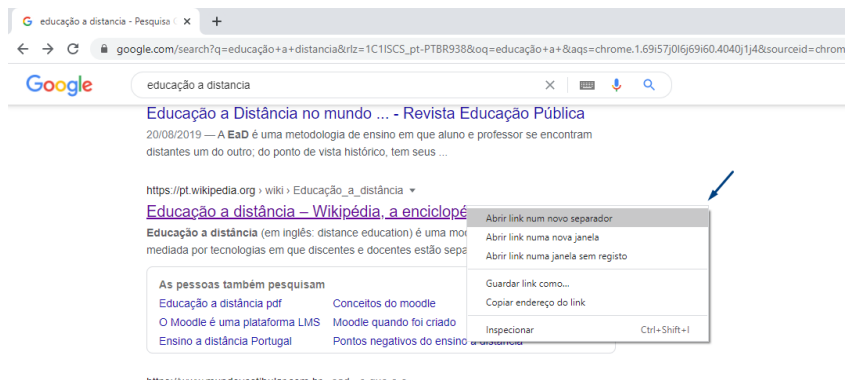 educação a distancia - Pesquisa
google.com/search?q=educação+a+distancia&rlz=1C1ISCS_pt-PTBR938&oq=educação+a+&aqs=chrome.1.69i57j0l6j69i60.4040j1j4&sourceid=chrom
Google
educação a distancia
Educação a Distância no mundo ... - Revista Educação Pública
20/08/2019 — A EaD é uma metodologia de ensino em que aluno e professor se encontram
distantes um do outro; do ponto de vista histórico, tem seus ...
https://pt.wikipedia.org › wiki › Educação_a_distância
Educação a distância – Wikipédia, a enciclopé
Educação a distância (em inglês: distance education) é uma mo
mediada por tecnologias em que discentes e docentes estão sepa
Abrir link num novo separador
Abrir link numa nova janela
Abrir link numa janela sem registo
Guardar link como...
Copiar endereço do link
Inspecionar Ctrl+Shift+I
As pessoas também pesquisam
Educação a distância pdf Conceitos do moodle
O Moodle é uma plataforma LMS Moodle quando foi criado
Ensino a distância Portugal Pontos negativos do ensino a distância